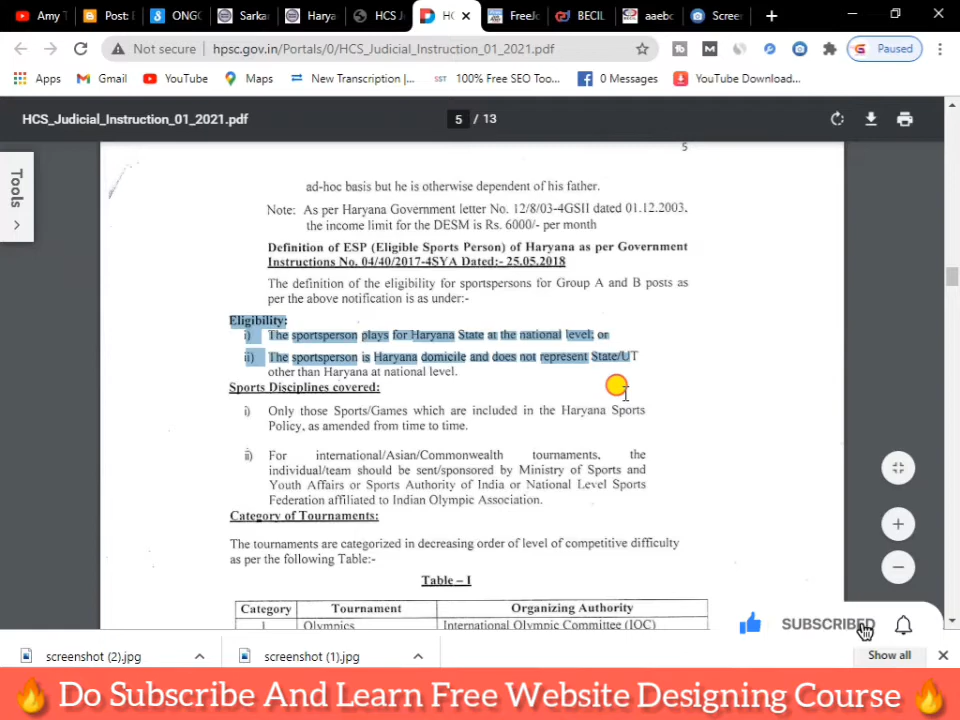 Amy T
Post:
ONGC
Sarkar
Harya
HCS J
HC
FreeJo
BECIL
aaebo
Screen
Not secure
hpsc.gov.in/Portals/0/HCS_Judicial_Instruction_01_2021.pdf
Paused
Apps
Gmail
YouTube
Maps
New Transcription |...
SST 100% Free SEO Too...
0 Messages
YouTube Download...
HCS_Judicial_Instruction_01_2021.pdf
5 / 13
Tools
5
ad-hoc basis but he is otherwise dependent of his father.
Note: As per Haryana Government letter No. 12/8/03-4GSII dated 01.12.2003,
the income limit for the DESM is Rs. 6000/- per month
Definition of ESP (Eligible Sports Person) of Haryana as per Government
Instructions No. 04/40/2017-4SYA Dated:- 25.05.2018
The definition of the eligibility for sportspersons for Group A and B posts as
per the above notification is as under:-
Eligibility:
i) The sportsperson plays for Haryana State at the national level; or
ii) The sportsperson is Haryana domicile and does not represent State/UT
other than Haryana at national level.
Sports Disciplines covered:
i) Only those Sports/Games which are included in the Haryana Sports
Policy, as amended from time to time.
ii) For international/Asian/Commonwealth tournaments, the
individual/team should be sent/sponsored by Ministry of Sports and
Youth Affairs or Sports Authority of India or National Level Sports
Federation affiliated to Indian Olympic Association.
Category of Tournaments:
The tournaments are categorized in decreasing order of level of competitive difficulty
as per the following Table:-
Table – I
Category Tournament Organizing Authority
1 Olympics International Olympic Committee (IOC)
SUBSCRIBED
screenshot (2).jpg
screenshot (1).jpg
Show all
Do Subscribe And Learn Free Website Designing Course